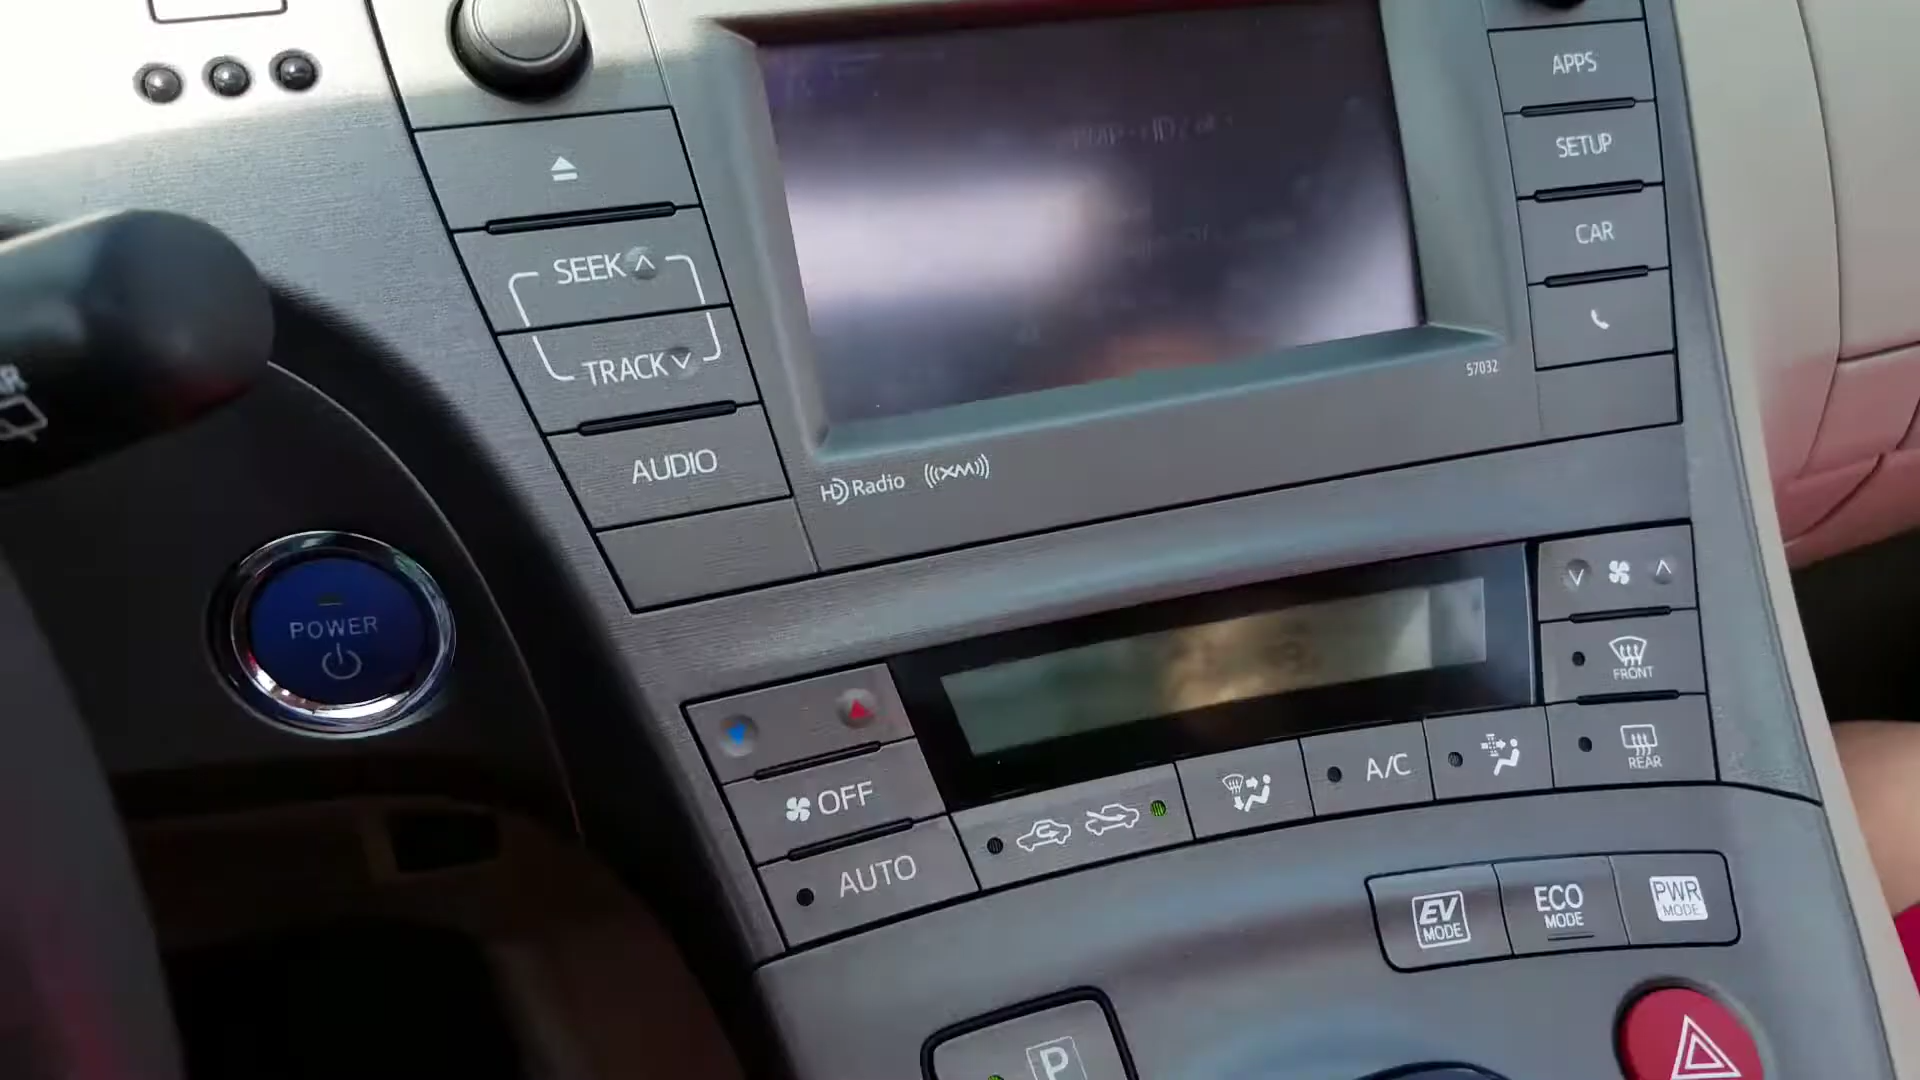 APPS
SETUP
CAR
SEEK
TRACK
AUDIO
57032
HD Radio ((XM))
POWER
FRONT
REAR
OFF
A/C
AUTO
EV
MODE
ECO
MODE
PWR
MODE
P